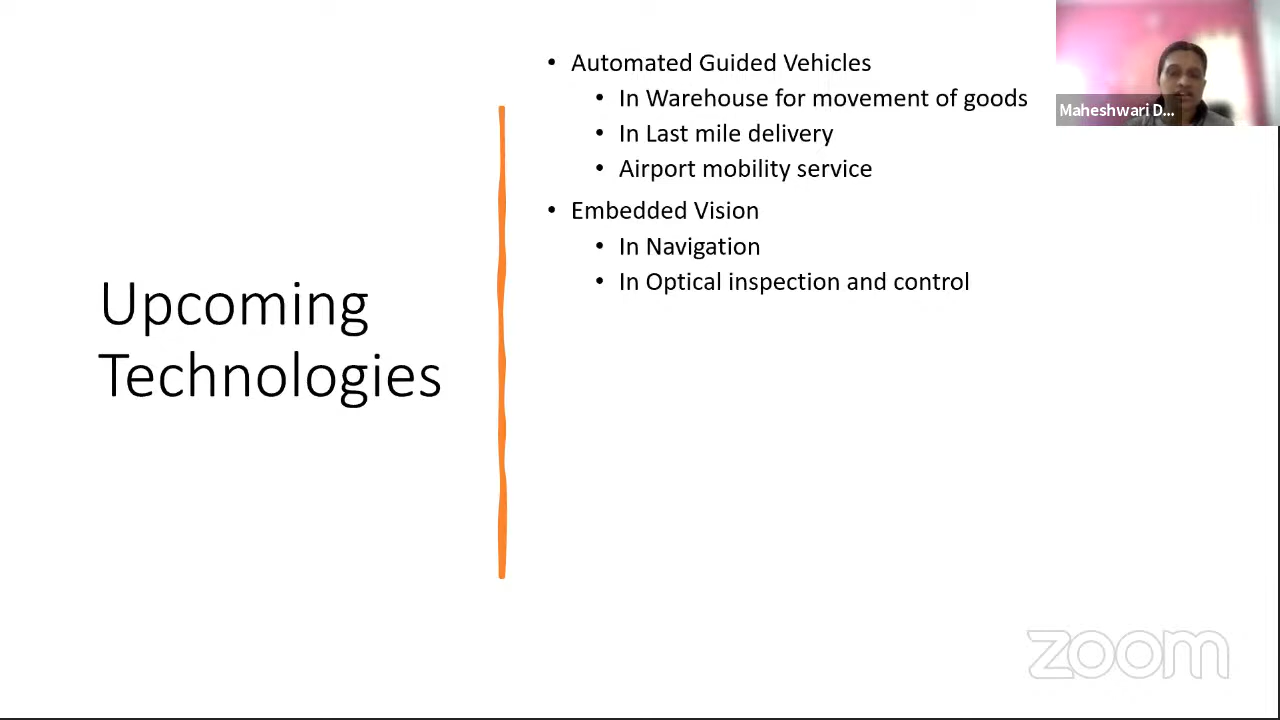 Upcoming
Technologies
• Automated Guided Vehicles
• In Warehouse for movement of goods
• In Last mile delivery
• Airport mobility service
• Embedded Vision
• In Navigation
• In Optical inspection and control
Maheshwari D...
zoom